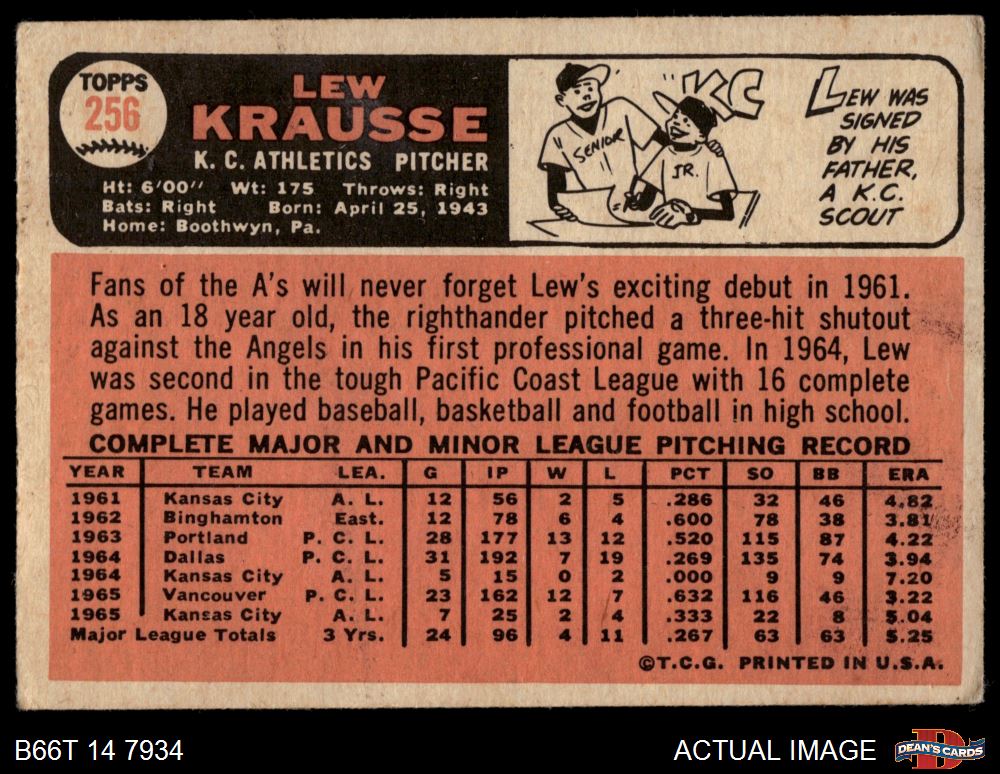 TOPPS
256
LEW
KRAUSSE
K. C. ATHLETICS PITCHER
Ht: 6'00" Wt: 175 Throws: Right
Bats: Right Born: April 25, 1943
Home: Boothwyn, Pa.
KC
SENIOR
JR.
LEW WAS
SIGNED
BY HIS
FATHER,
A K.C.
SCOUT
Fans of the A's will never forget Lew's exciting debut in 1961.
As an 18 year old, the righthander pitched a three-hit shutout
against the Angels in his first professional game. In 1964, Lew
was second in the tough Pacific Coast League with 16 complete
games. He played baseball, basketball and football in high school.
COMPLETE MAJOR AND MINOR LEAGUE PITCHING RECORD
YEAR TEAM LEA. G IP W L PCT SO BB ERA
1961 Kansas City A. L. 12 56 2 5 .286 32 46 4.82
1962 Binghamton East. 12 78 6 4 .600 78 38 3.81
1963 Portland P. C. L. 28 177 13 12 .520 115 87 4.22
1964 Dallas P. C. L. 31 192 7 19 .269 135 74 3.94
1964 Kansas City A. L. 5 15 0 2 .000 9 9 7.20
1965 Vancouver P. C. L. 23 162 12 7 .632 116 46 3.22
1965 Kansas City A. L. 7 25 2 4 .333 22 8 5.04
Major League Totals 3 Yrs. 24 96 4 11 .267 63 63 5.25
©T.C.G. PRINTED IN U.S.A.
B66T 14 7934
ACTUAL IMAGE
D
DEAN'S CARDS